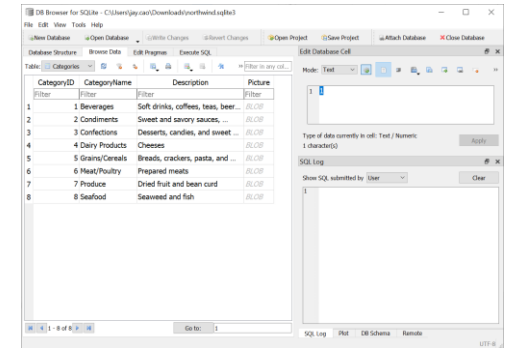 DB Browser for SQLite - C:\Users\jay.cao\Downloads\northwind.sqlite3
File Edit View Tools Help
New Database Open Database Write Changes Revert Changes Open Project Save Project Attach Database Close Database
Database Structure Browse Data Edit Pragmas Execute SQL
Table: Categories Filter in any col...
CategoryID CategoryName Description Picture
Filter Filter Filter Filter
1 1 Beverages Soft drinks, coffees, teas, beer... BLOB
2 2 Condiments Sweet and savory sauces, ... BLOB
3 3 Confections Desserts, candies, and sweet ... BLOB
4 4 Dairy Products Cheeses BLOB
5 5 Grains/Cereals Breads, crackers, pasta, and ... BLOB
6 6 Meat/Poultry Prepared meats BLOB
7 7 Produce Dried fruit and bean curd BLOB
8 8 Seafood Seaweed and fish BLOB
1 - 8 of 8 Go to: 1
Edit Database Cell
Mode: Text
1 1
Type of data currently in cell: Text / Numeric
1 character(s)
Apply
SQL Log
Show SQL submitted by User Clear
1
SQL Log Plot DB Schema Remote
UTF-8